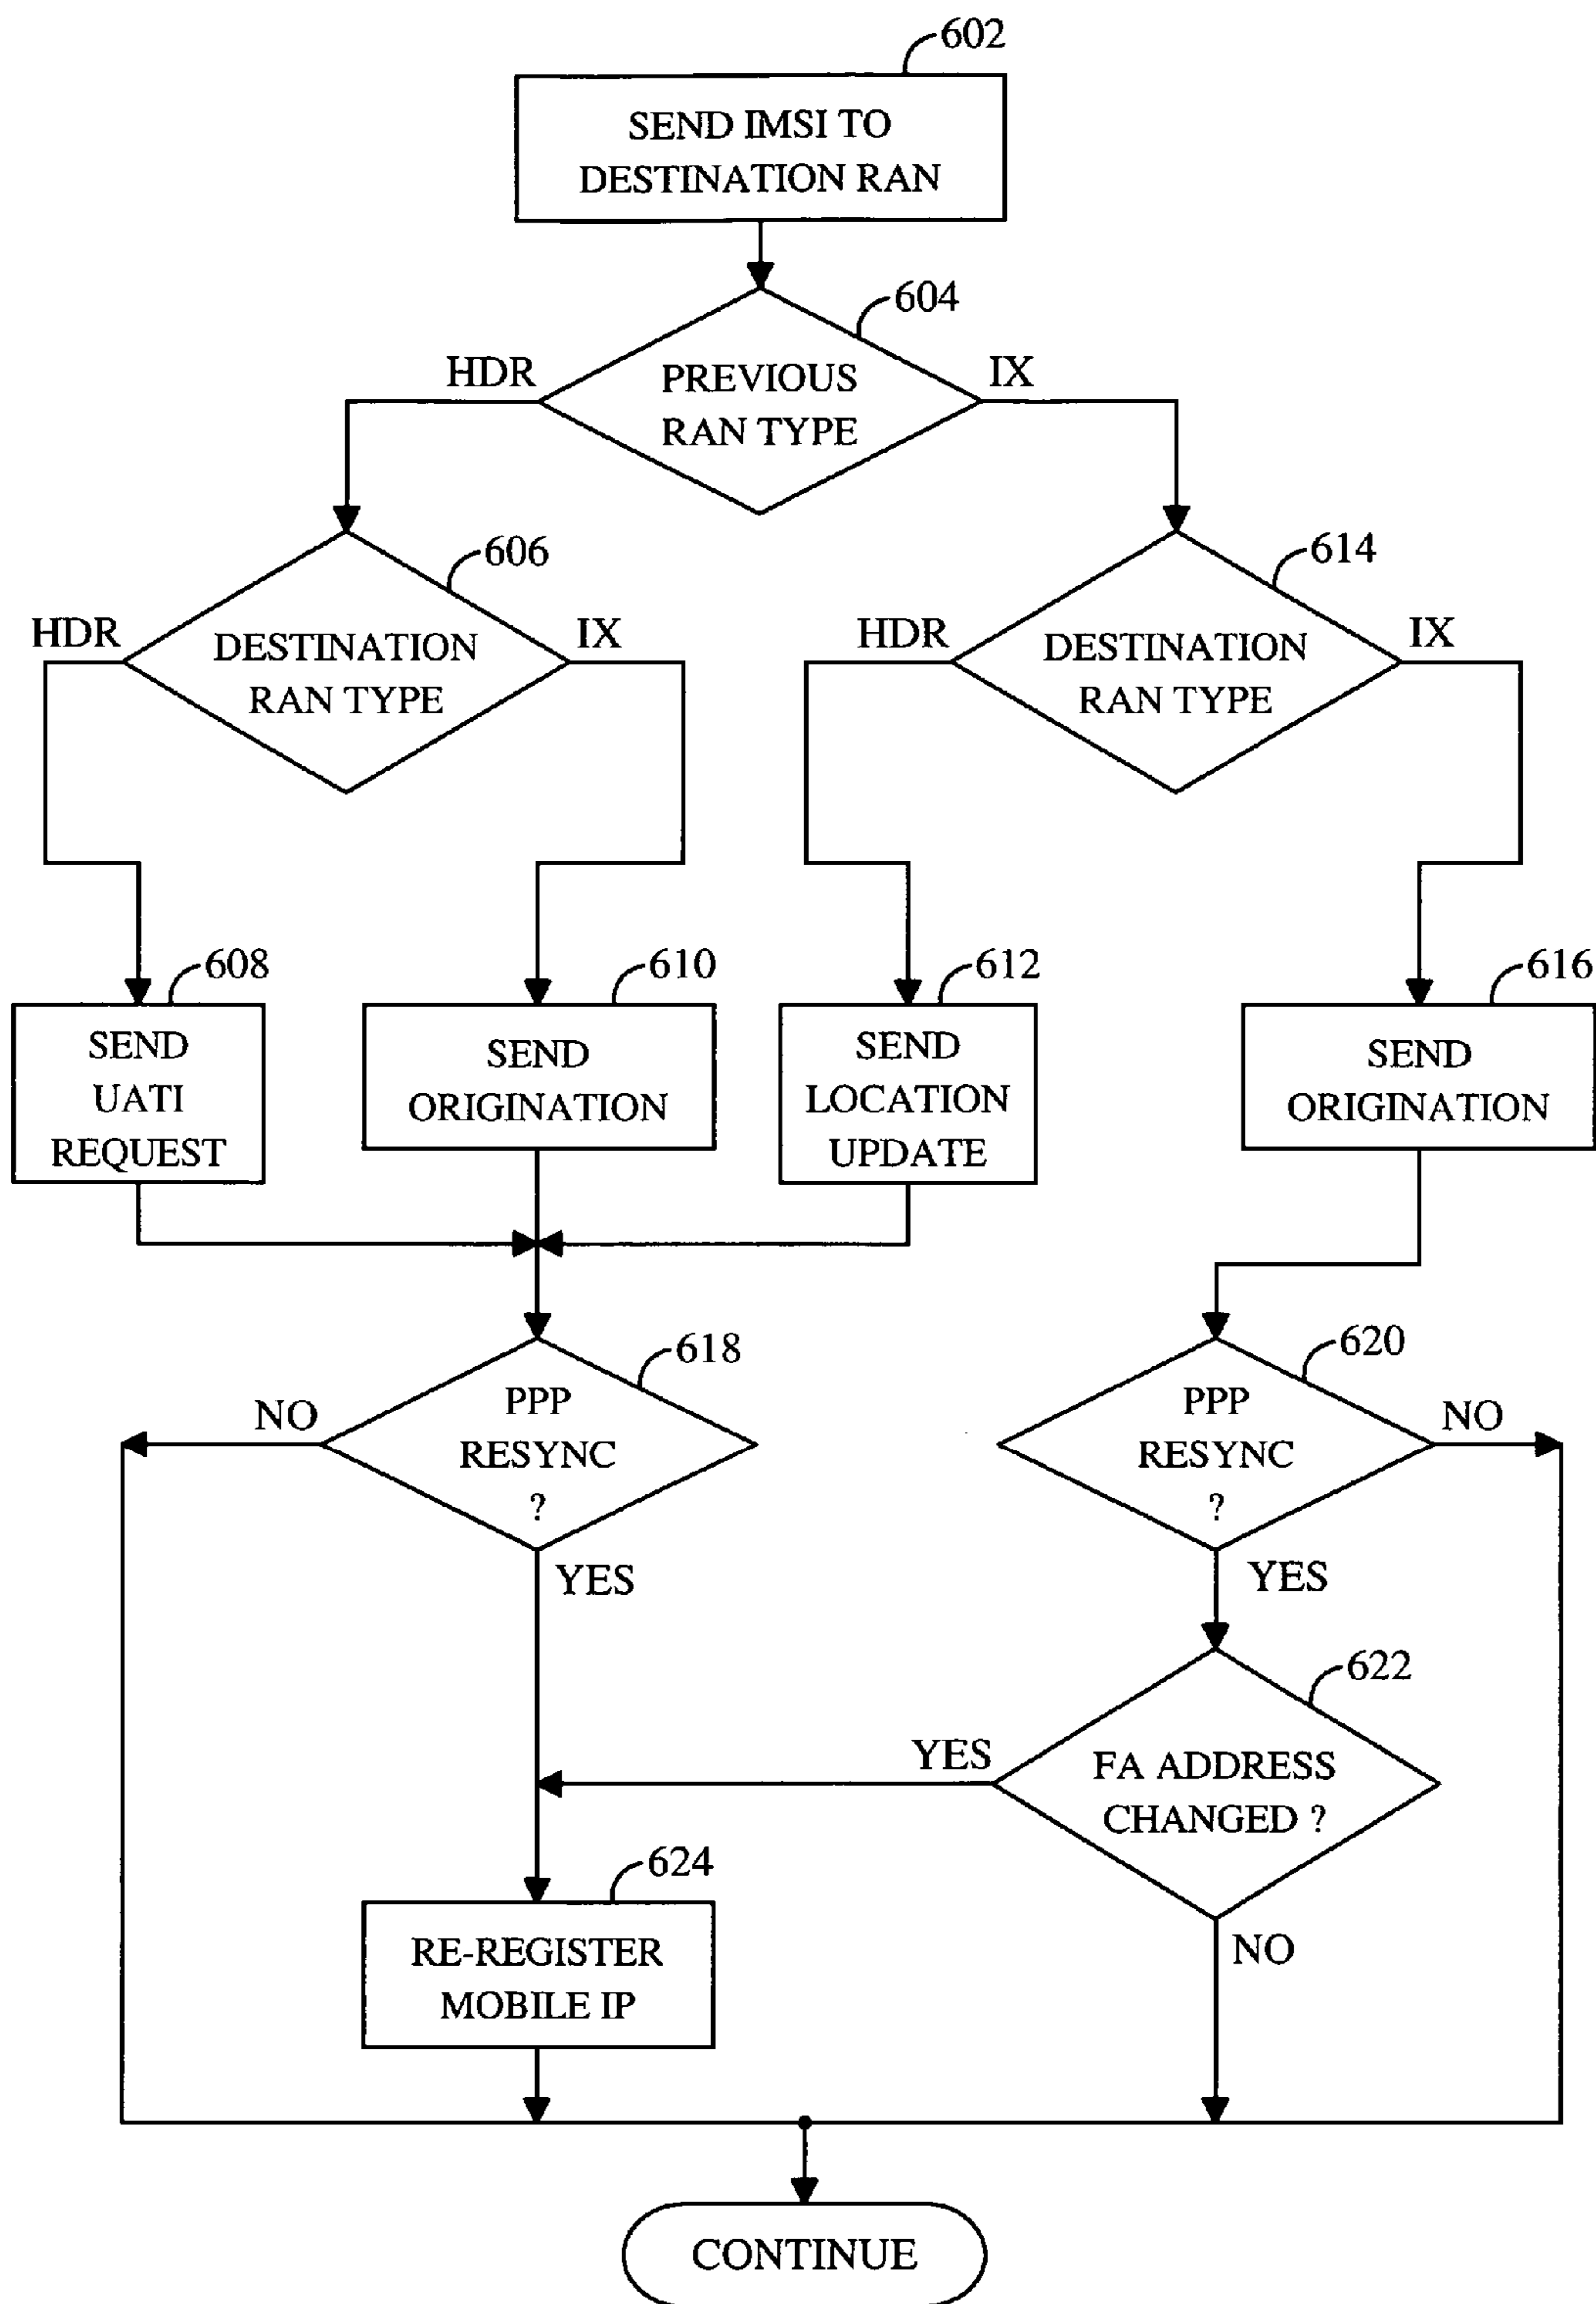 602
SEND IMSI TO
DESTINATION RAN
604
HDR
PREVIOUS
RAN TYPE
IX
606
HDR
DESTINATION
RAN TYPE
IX
614
HDR
DESTINATION
RAN TYPE
IX
608
SEND
UATI
REQUEST
610
SEND
ORIGINATION
612
SEND
LOCATION
UPDATE
616
SEND
ORIGINATION
618
NO
PPP
RESYNC
?
YES
620
PPP
RESYNC
?
NO
YES
622
YES
FA ADDRESS
CHANGED ?
NO
624
RE-REGISTER
MOBILE IP
CONTINUE